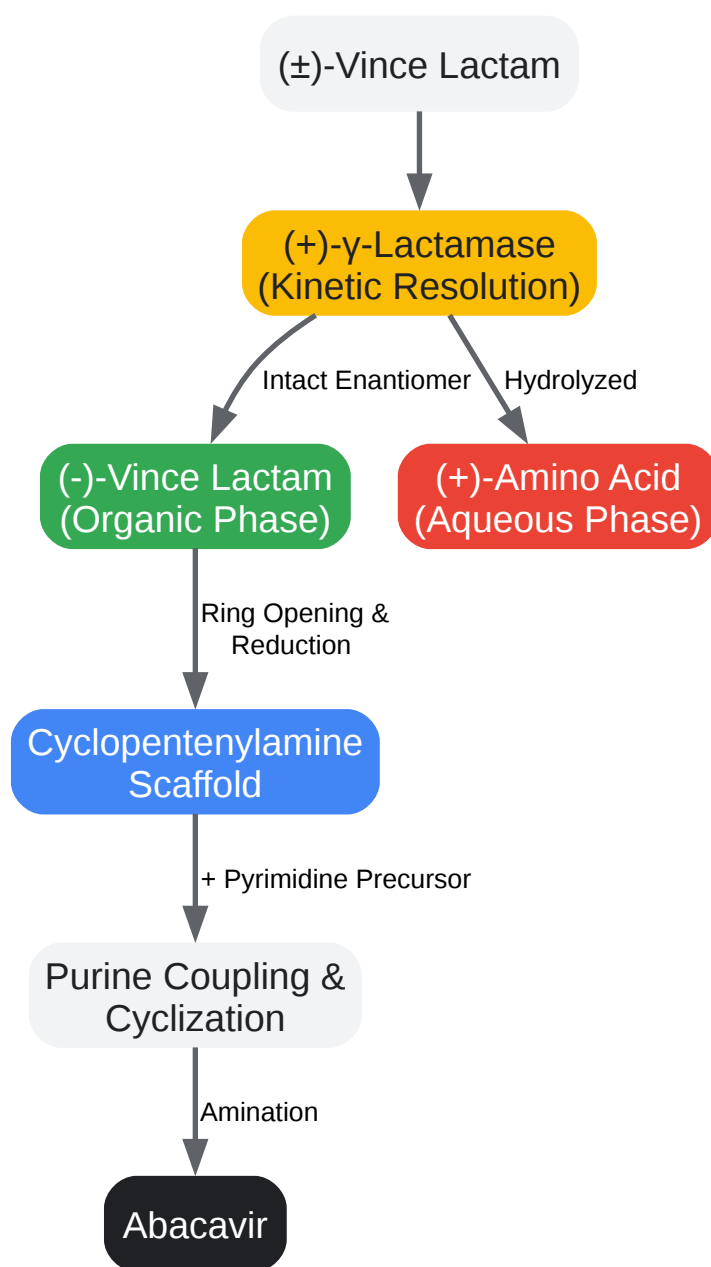 (±)-Vince Lactam
(+)-γ-Lactamase
(Kinetic Resolution)
Intact Enantiomer
Hydrolyzed
(-)-Vince Lactam
(Organic Phase)
(+)-Amino Acid
(Aqueous Phase)
Ring Opening &
Reduction
Cyclopentenylamine
Scaffold
+ Pyrimidine Precursor
Purine Coupling &
Cyclization
Amination
Abacavir